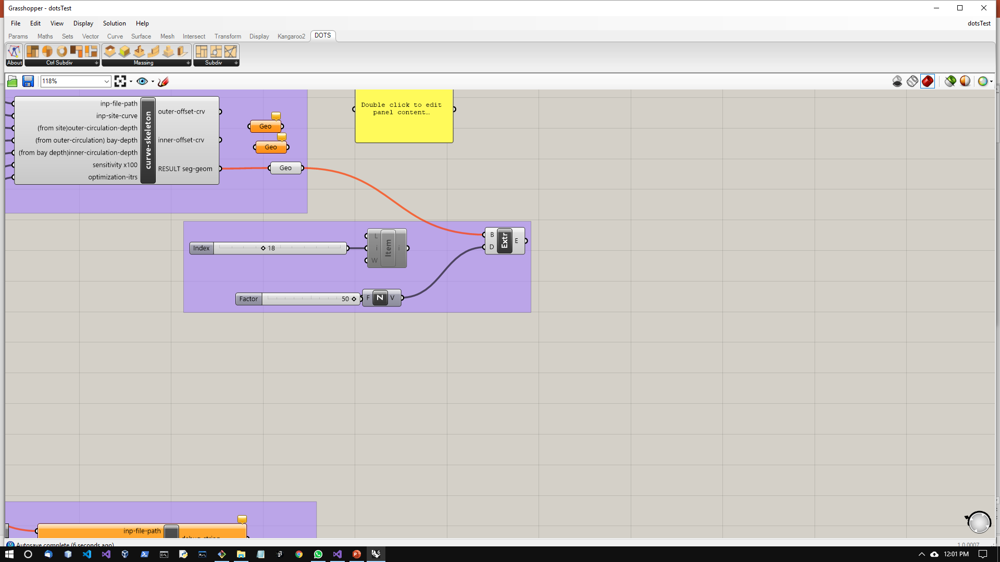 Grasshopper - dotsTest
File Edit View Display Solution Help dotsTest
Params Maths Sets Vector Curve Surface Mesh Intersect Transform Display Kangaroo2 DOTS
About Ctrl Subdiv Massing Subdiv
118%
inp-file-path
inp-site-curve
(from site)outer-circulation-depth
(from outer-circulation) bay-depth
(from bay depth)inner-circulation-depth
sensitivity x100
optimization-itrs
curve-skeleton
outer-offset-crv
inner-offset-crv
RESULT seg-geom
Geo
Geo
Geo
Double click to edit
panel content…
Index 18
L
i
W
Item
i
B
D
Extr
E
Factor 50
F N V
inp-file-path
debug-string
Autosave complete (6 seconds ago)
1.0.0007
12:01 PM